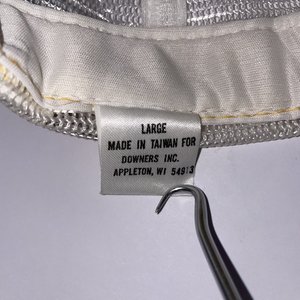 LARGE
MADE IN TAIWAN FOR
DOWNERS INC.
APPLETON, WI 54913